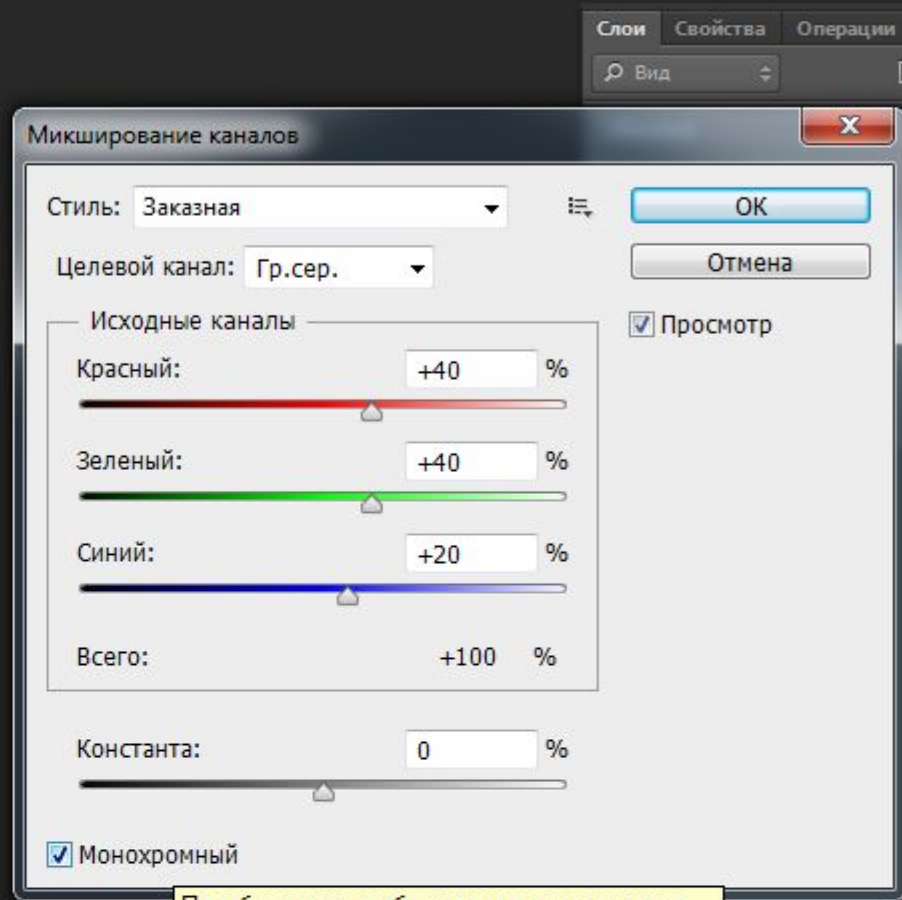 Слои Свойства Операции
Вид
Микширование каналов
Стиль: Заказная
OK
Целевой канал: Гр.сер.
Отмена
Исходные каналы
Просмотр
Красный: +40 %
Зеленый: +40 %
Синий: +20 %
Всего: +100 %
Константа: 0 %
Монохромный